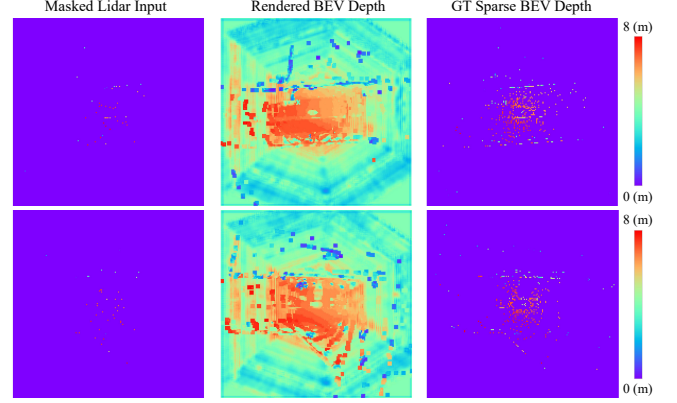 Masked Lidar Input
Rendered BEV Depth
GT Sparse BEV Depth
8 (m)
0 (m)
8 (m)
0 (m)